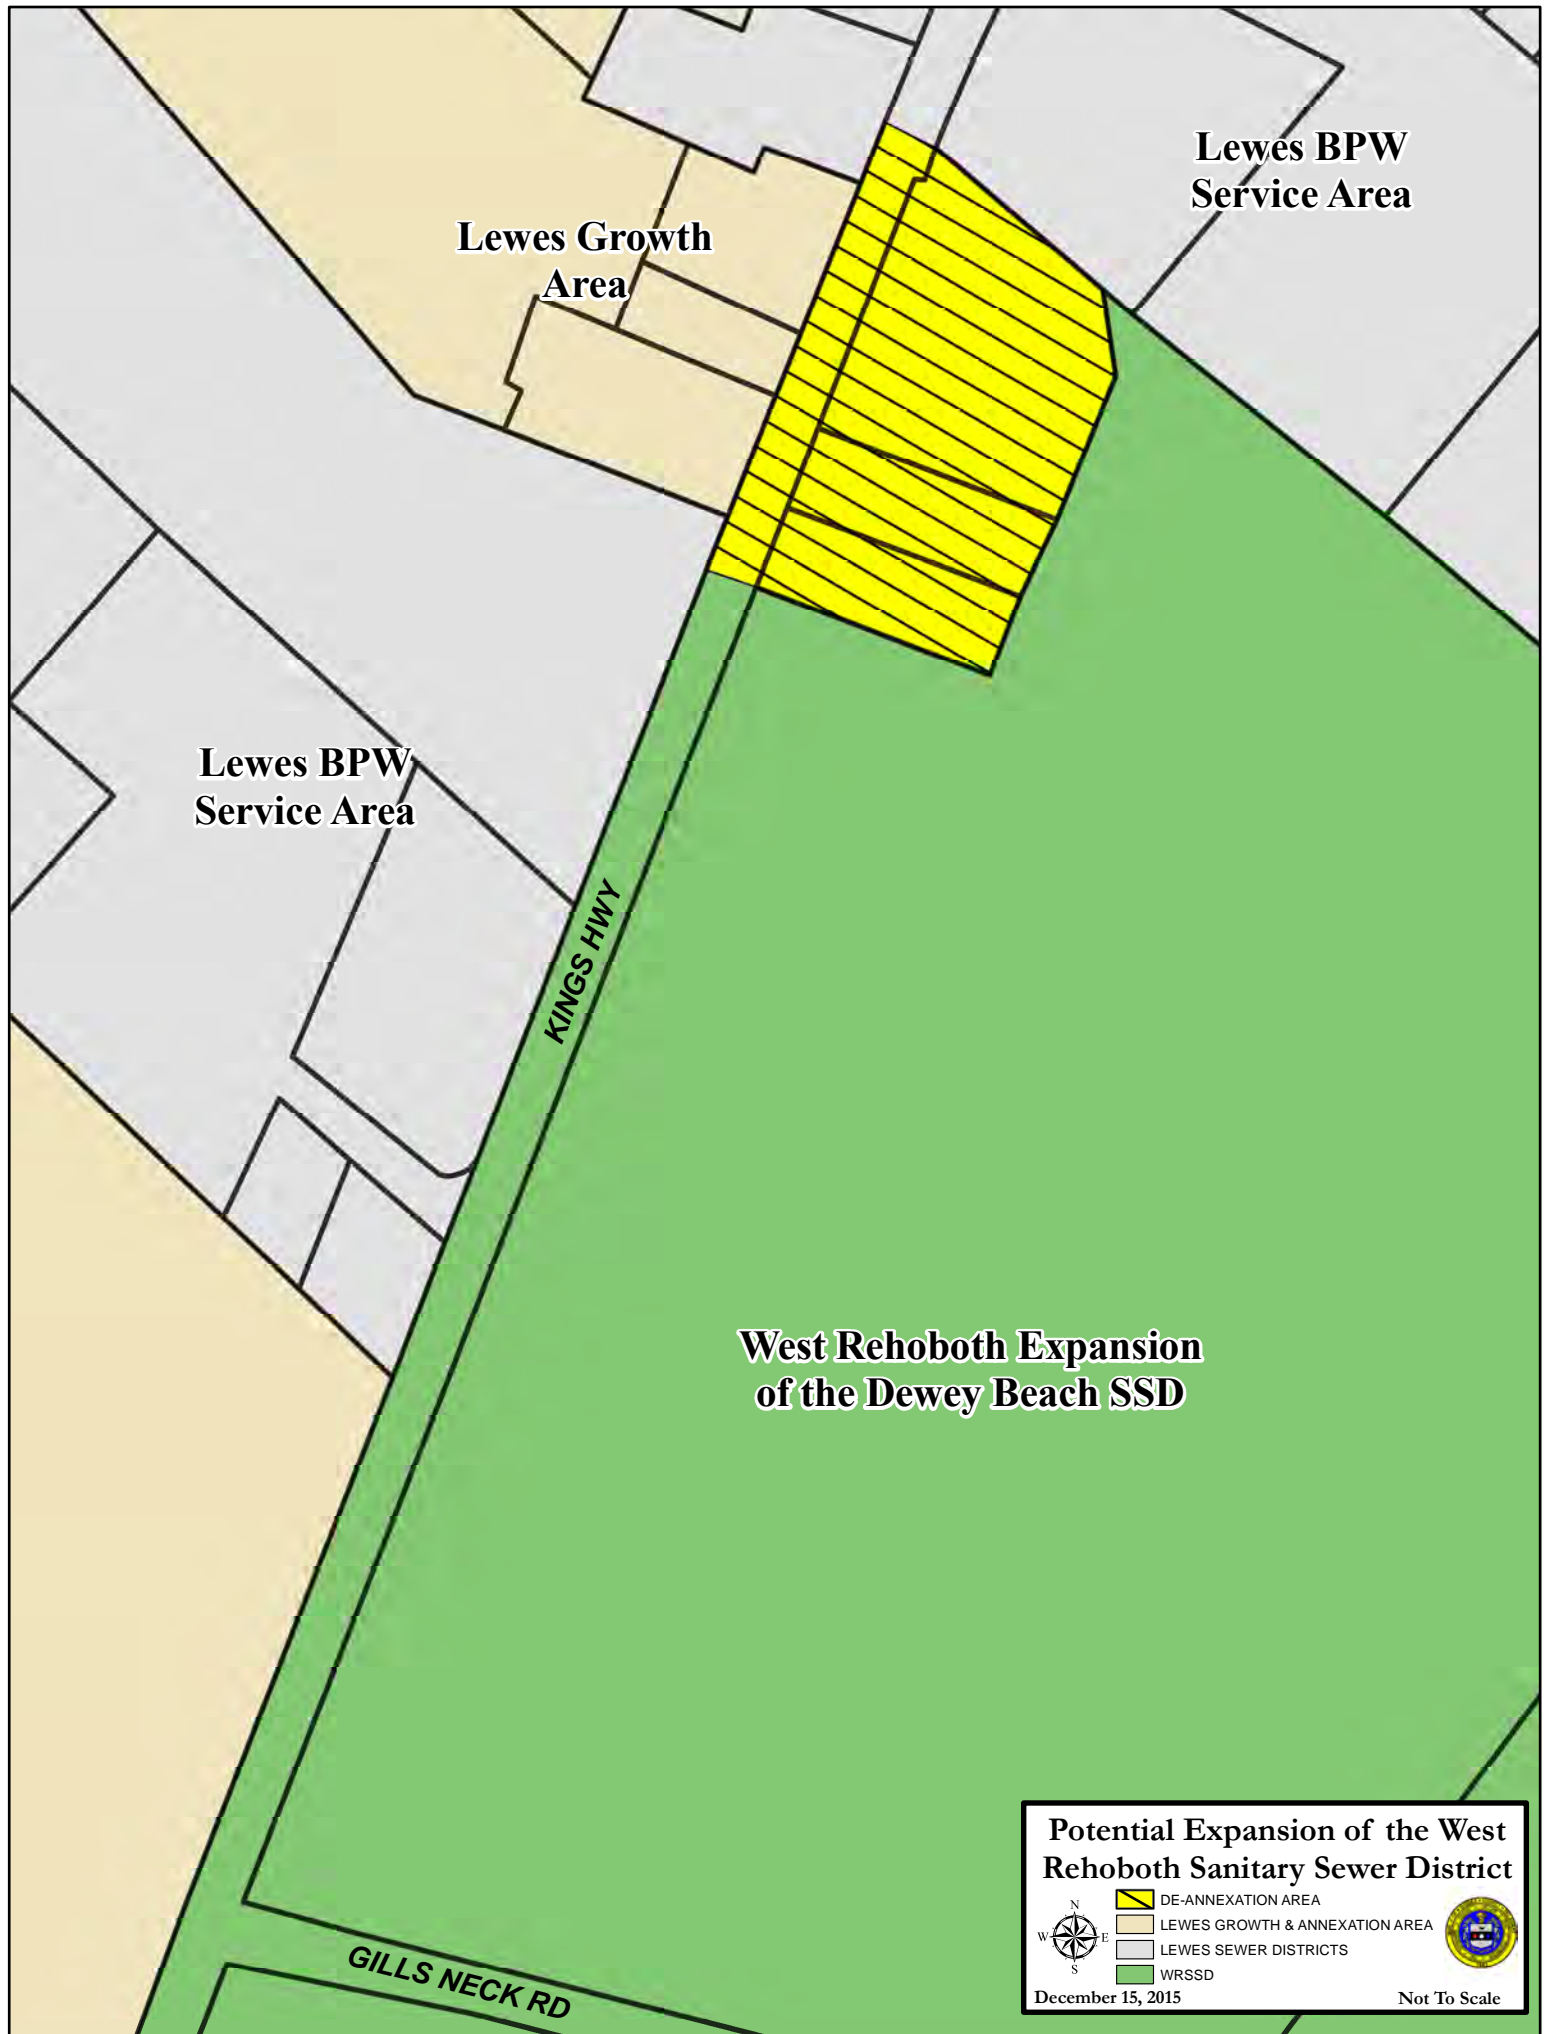 Lewes BPW
Service Area
Lewes Growth
Area
Lewes BPW
Service Area
KINGS HWY
West Rehoboth Expansion
of the Dewey Beach SSD
GILLS NECK RD
Potential Expansion of the West
Rehoboth Sanitary Sewer District
N
W
E
S
DE-ANNEXATION AREA
LEWES GROWTH & ANNEXATION AREA
LEWES SEWER DISTRICTS
WRSSD
December 15, 2015
Not To Scale